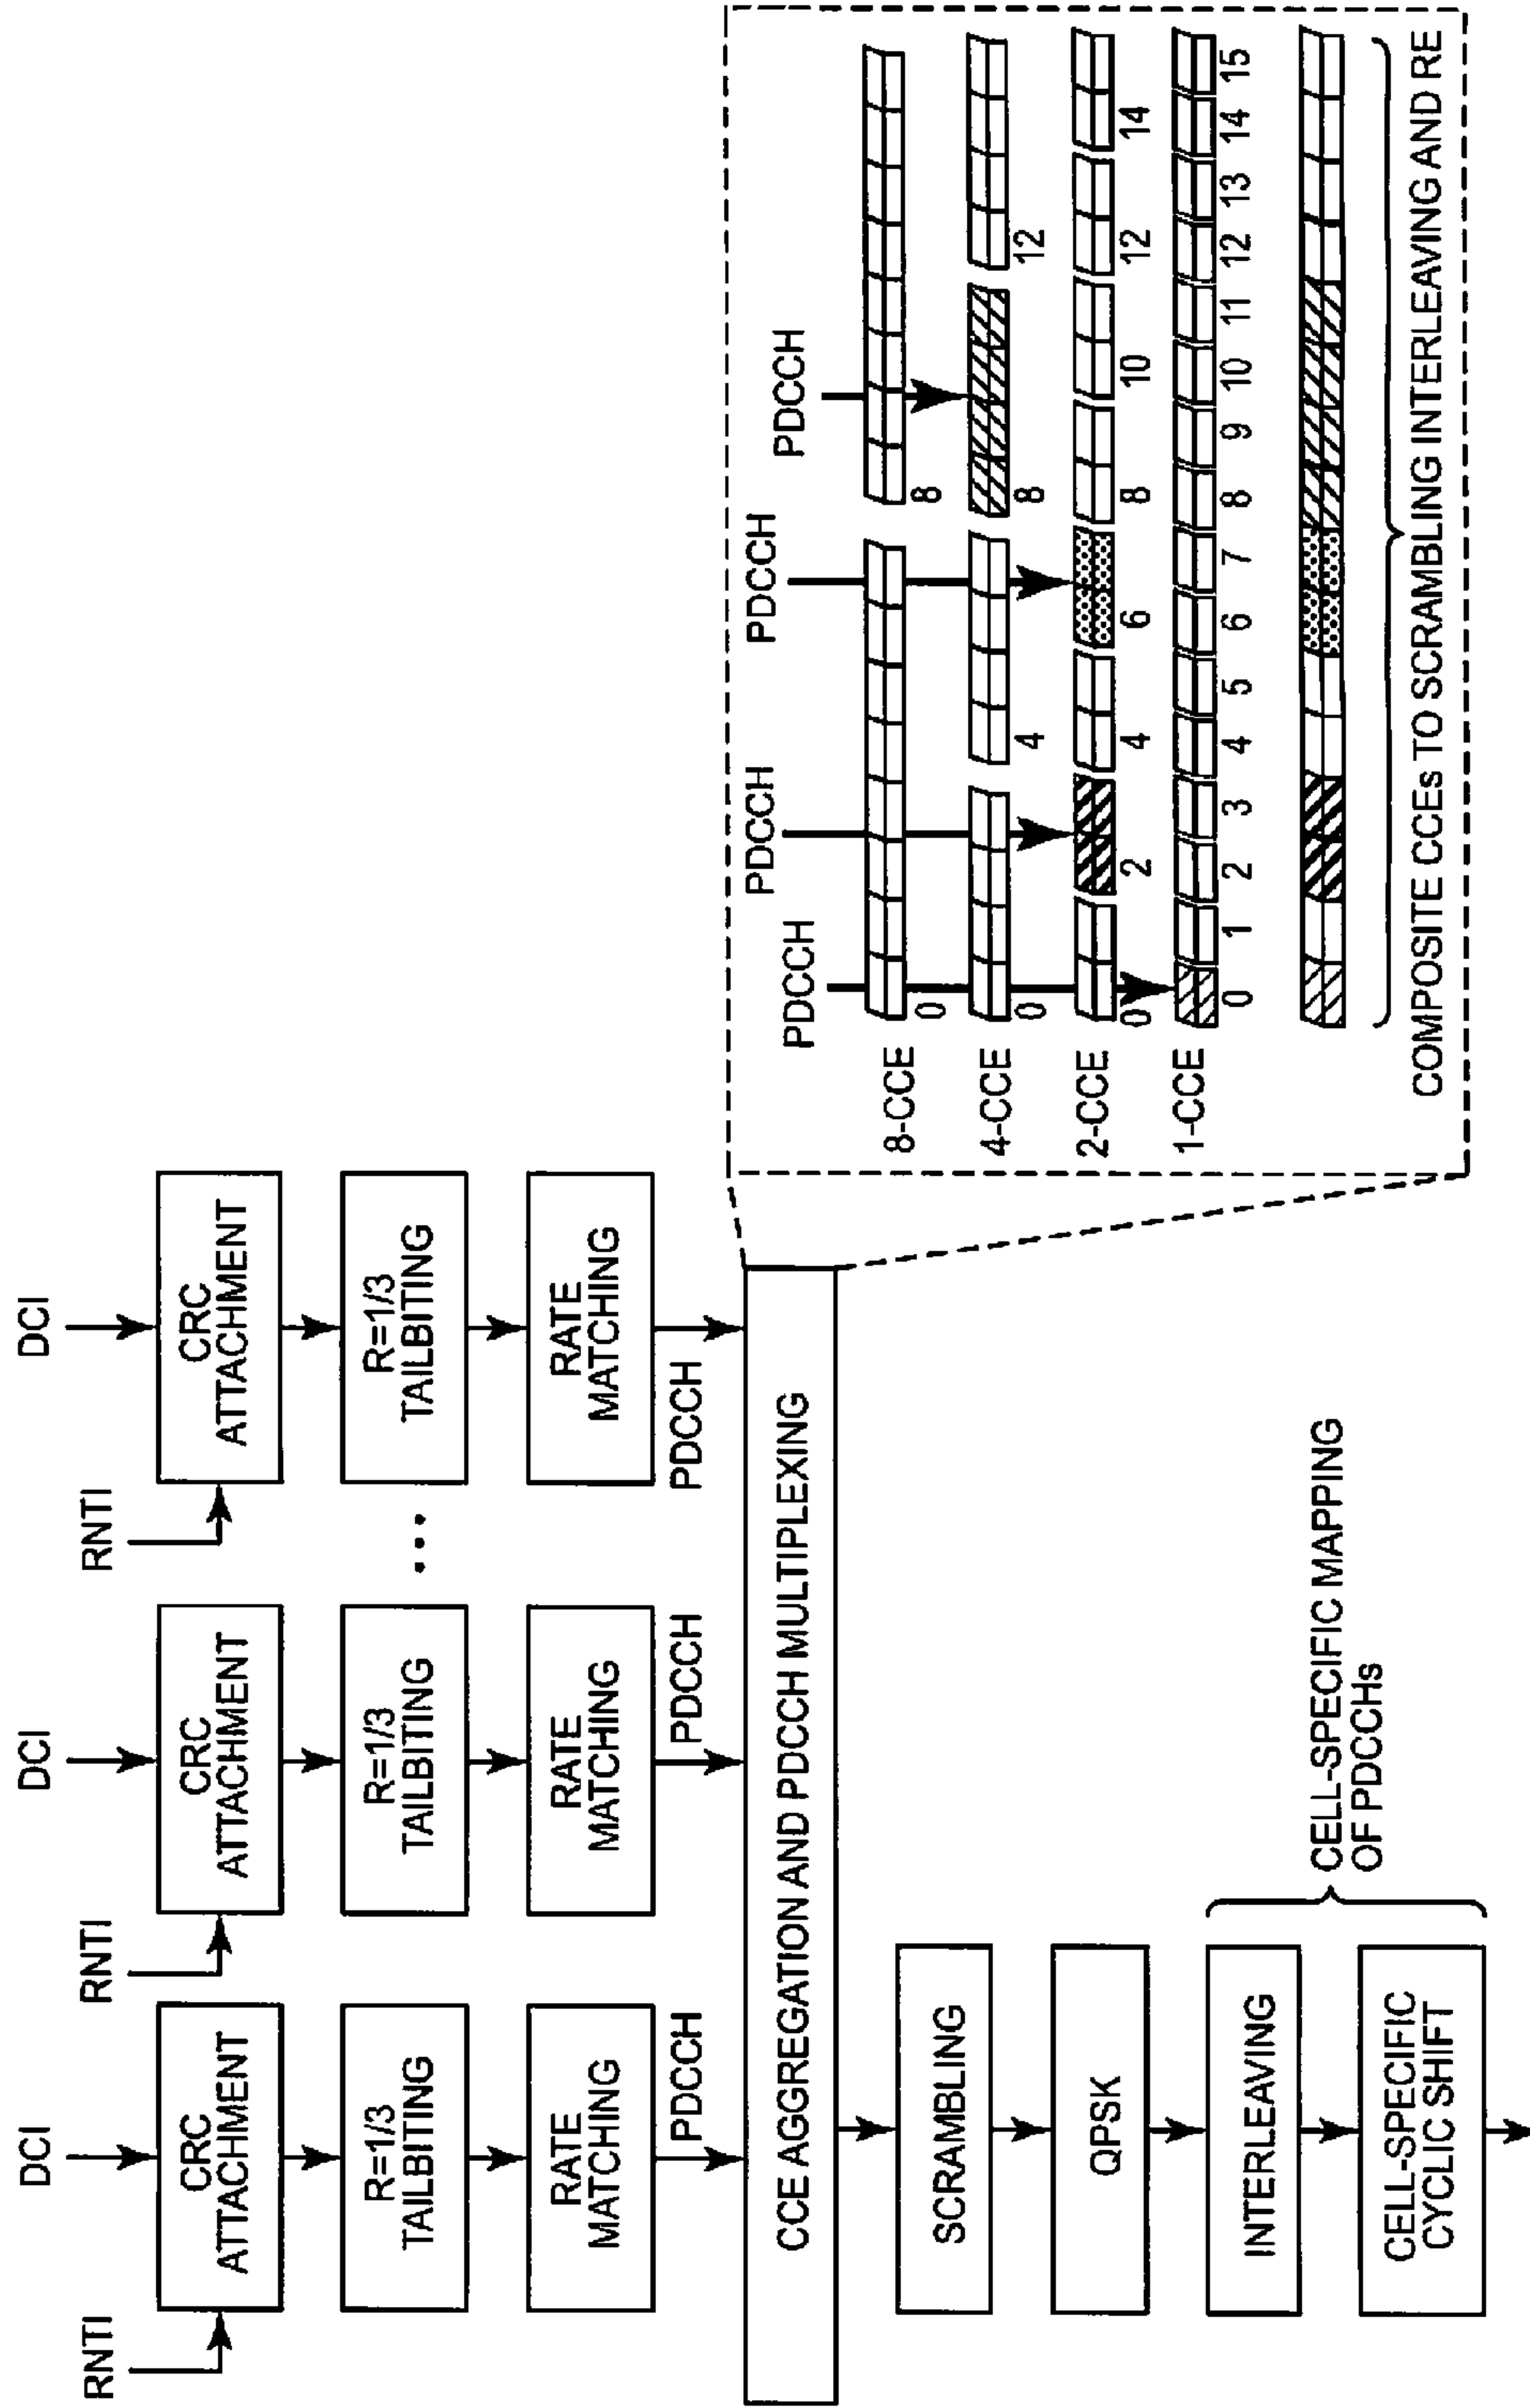 DCI
DCI
DCI
RNTI
RNTI
RNTI
CRC
ATTACHMENT
CRC
ATTACHMENT
CRC
ATTACHMENT
R=1/3
TAILBITING
R=1/3
TAILBITING
...
R=1/3
TAILBITING
RATE
MATCHING
RATE
MATCHING
RATE
MATCHING
PDCCH
PDCCH
PDCCH
CCE AGGREGATION AND PDCCH MULTIPLEXING
SCRAMBLING
QPSK
INTERLEAVING
CELL-SPECIFIC
CYCLIC SHIFT
CELL-SPECIFIC MAPPING
OF PDCCHs
PDCCH
PDCCH
PDCCH
PDCCH
8-CCE
0 8
4-CCE
0 4 8 12
2-CCE
0 2 4 6 8 10 12 14
1-CCE
0 1 2 3 4 5 6 7 8 9 10 11 12 13 14 15
COMPOSITE CCEs TO SCRAMBLING INTERLEAVING AND RE